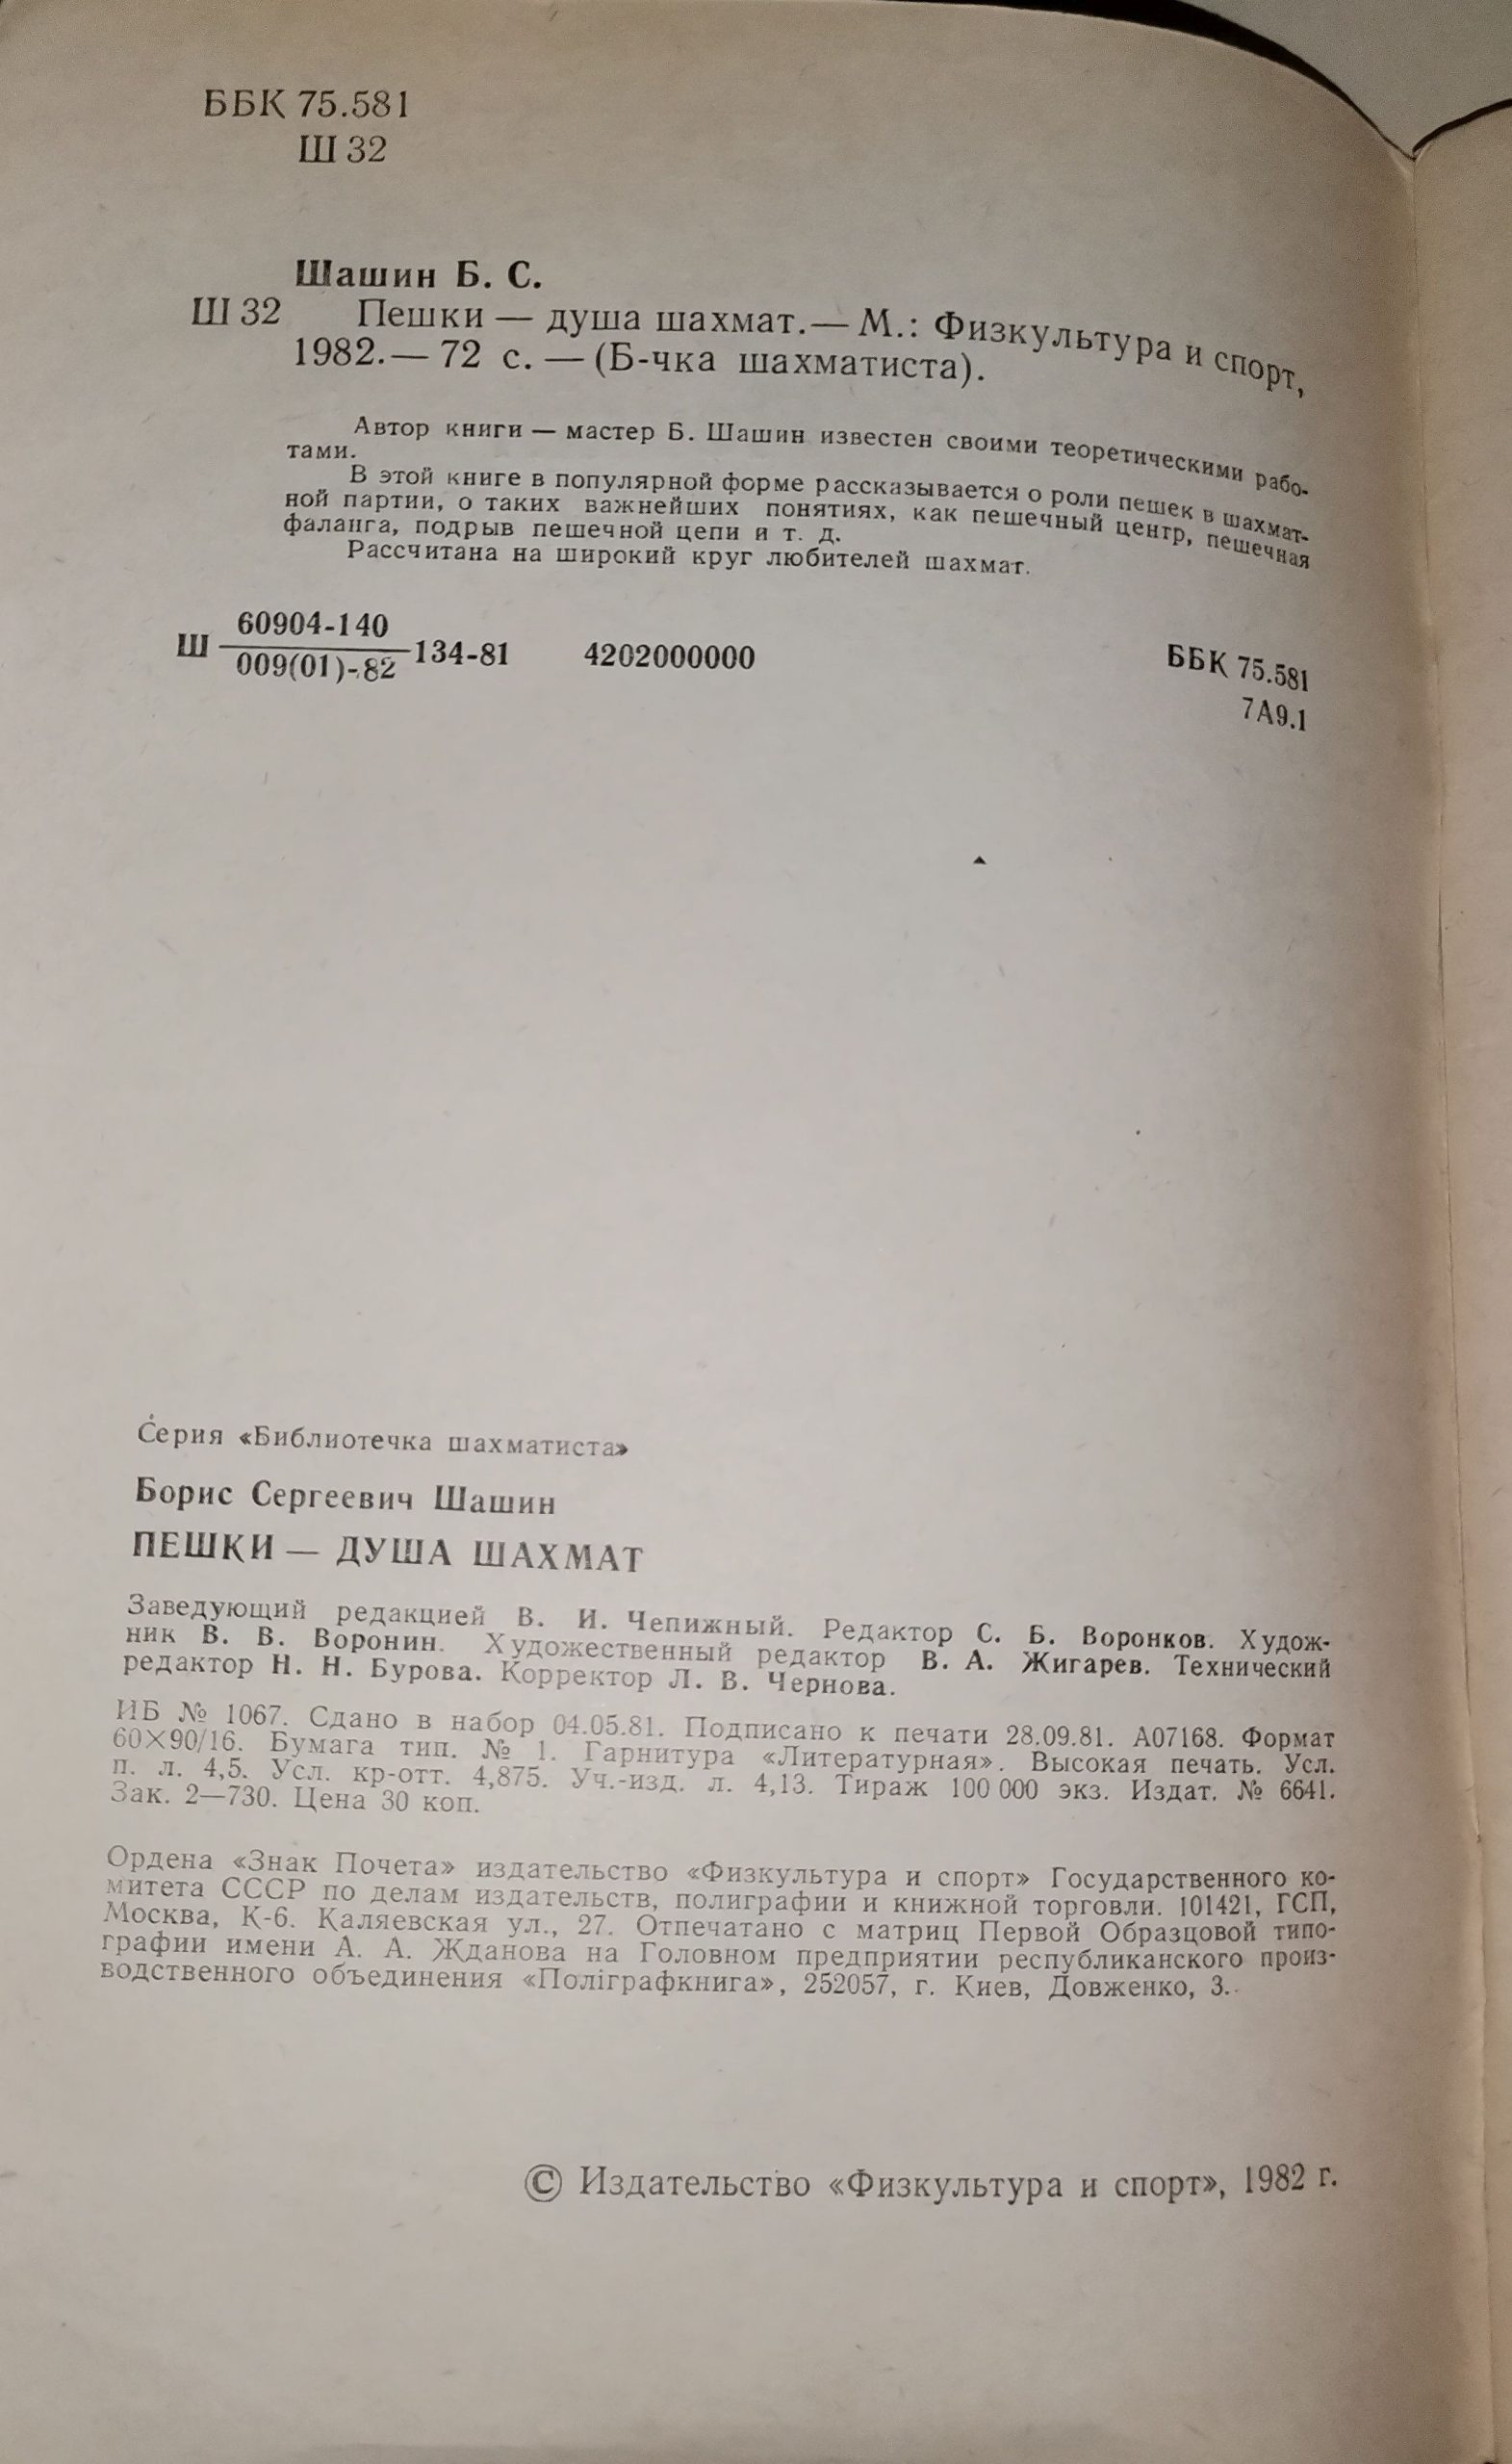 ББК 75.581
Ш 32
Шашин Б. С.
Ш 32 Пешки — душа шахмат.— М.: Физкультура и спорт,
1982.— 72 с. — (Б-чка шахматиста).
Автор книги — мастер Б. Шашин известен своими теоретическими рабо-
тами.
В этой книге в популярной форме рассказывается о роли пешек в шахмат-
ной партии, о таких важнейших понятиях, как пешечный центр, пешечная
фаланга, подрыв пешечной цепи и т. д.
Рассчитана на широкий круг любителей шахмат.
60904-140
Ш 134-81 4202000000 ББК 75.581
009(01)-82
7А9.1
Серия «Библиотечка шахматиста»
Борис Сергеевич Шашин
ПЕШКИ — ДУША ШАХМАТ
Заведующий редакцией В. И. Чепижный. Редактор С. Б. Воронков. Худож-
ник В. В. Воронин. Художественный редактор В. А. Жигарев. Технический
редактор Н. Н. Бурова. Корректор Л. В. Чернова.
ИБ № 1067. Сдано в набор 04.05.81. Подписано к печати 28.09.81. А07168. Формат
60×90/16. Бумага тип. № 1. Гарнитура «Литературная». Высокая печать. Усл.
п. л. 4,5. Усл. кр-отт. 4,875. Уч.-изд. л. 4,13. Тираж 100 000 экз. Издат. № 6641.
Зак. 2—730. Цена 30 коп.
Ордена «Знак Почета» издательство «Физкультура и спорт» Государственного ко-
митета СССР по делам издательств, полиграфии и книжной торговли. 101421, ГСП,
Москва, К-6. Каляевская ул., 27. Отпечатано с матриц Первой Образцовой типо-
графии имени А. А. Жданова на Головном предприятии республиканского произ-
водственного объединения «Полiграфкнига», 252057, г. Киев, Довженко, 3.
© Издательство «Физкультура и спорт», 1982 г.